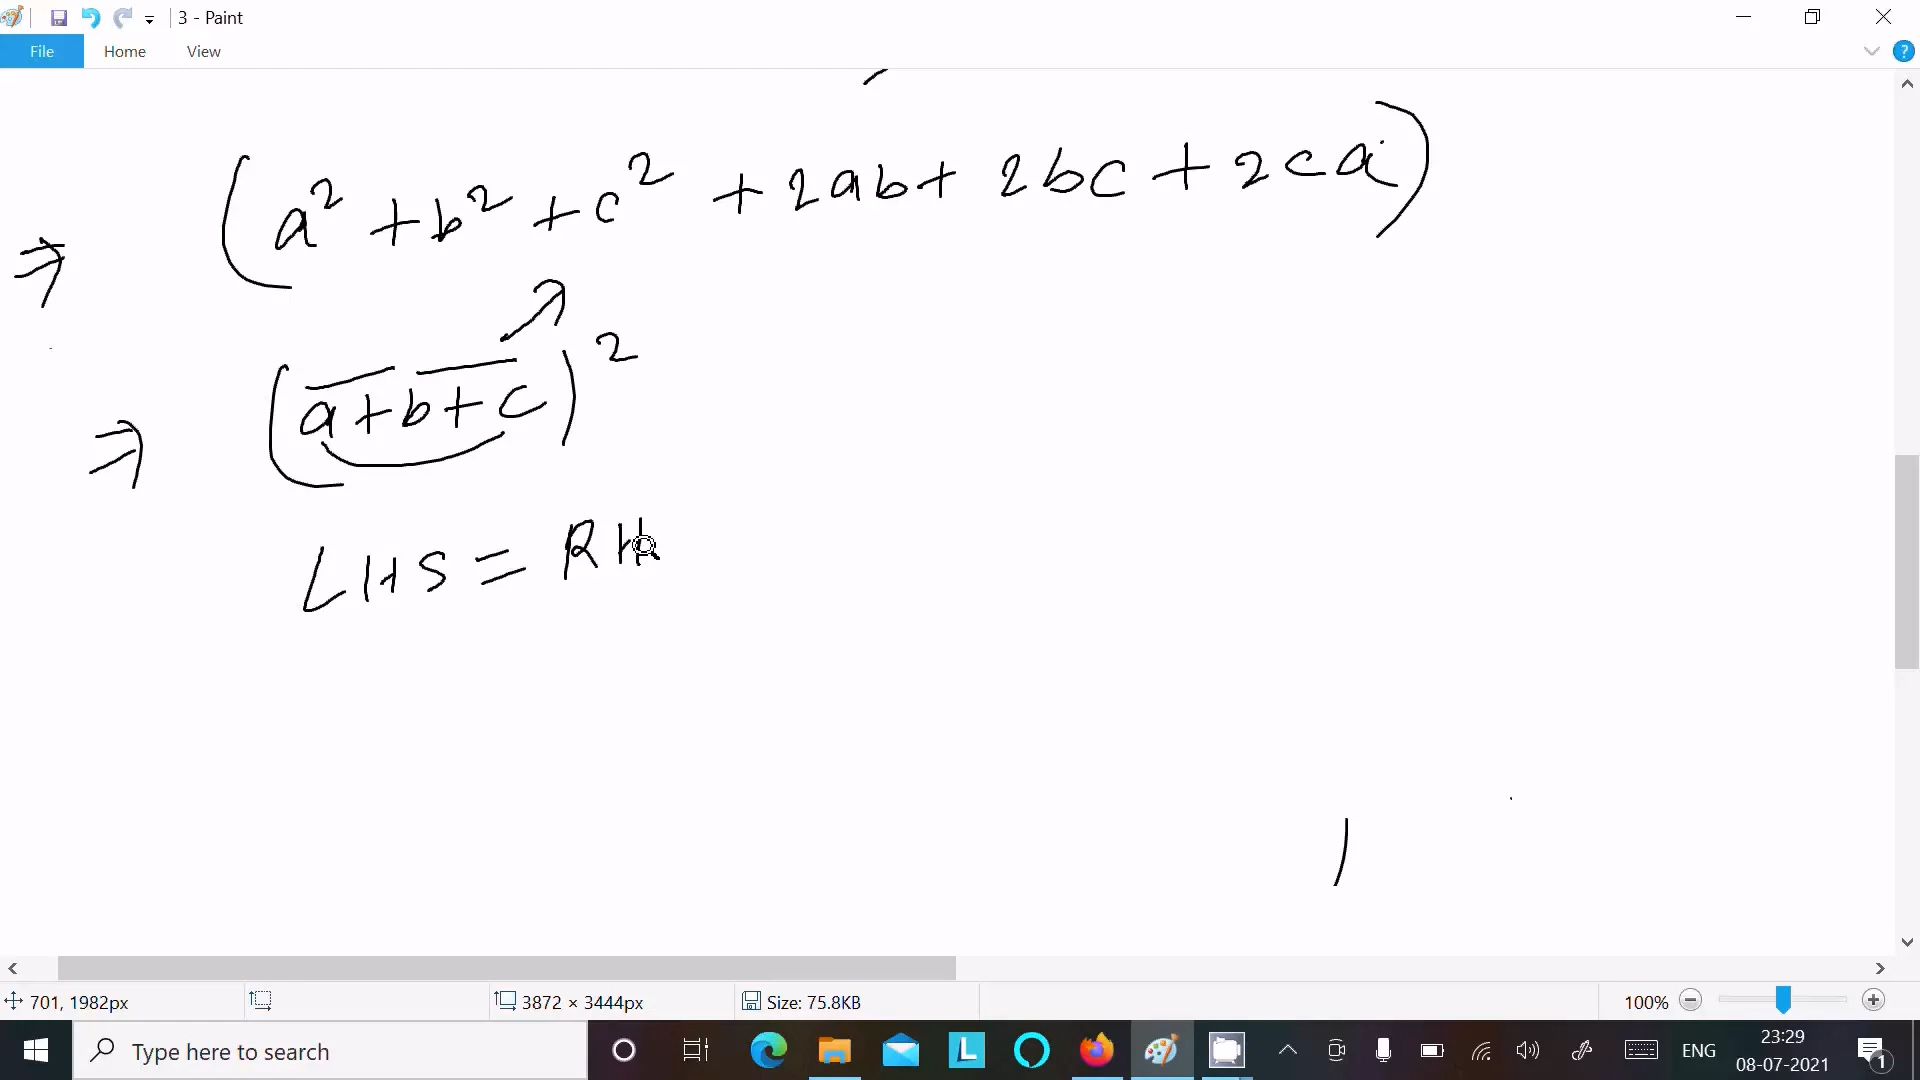 3 - Paint
File Home View
⇒ (a² + b² + c² + 2ab + 2bc + 2ca)
⇒ (a+b+c)²
LHS = RH
701, 1982px 3872 × 3444px Size: 75.8KB 100%
Type here to search L ENG 23:29
08-07-2021 1